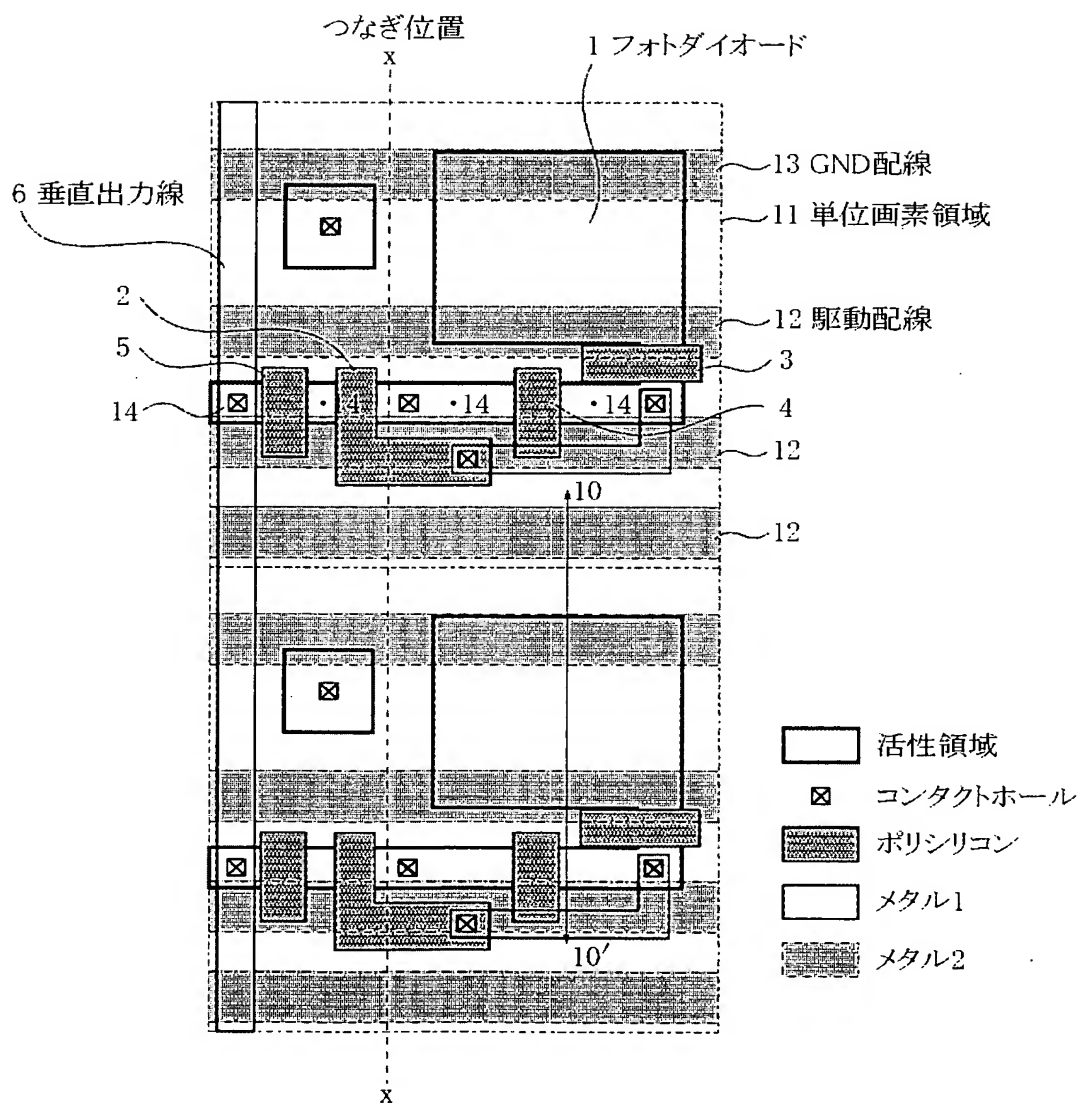 つなぎ位置
x
1 フォトダイオード
13 GND配線
6 垂直出力線
11 単位画素領域
2
12 駆動配線
5
3
14
・ 4
・14
・14
4
12
10
12
10′
x
活性領域
コンタクトホール
ポリシリコン
メタル1
メタル2